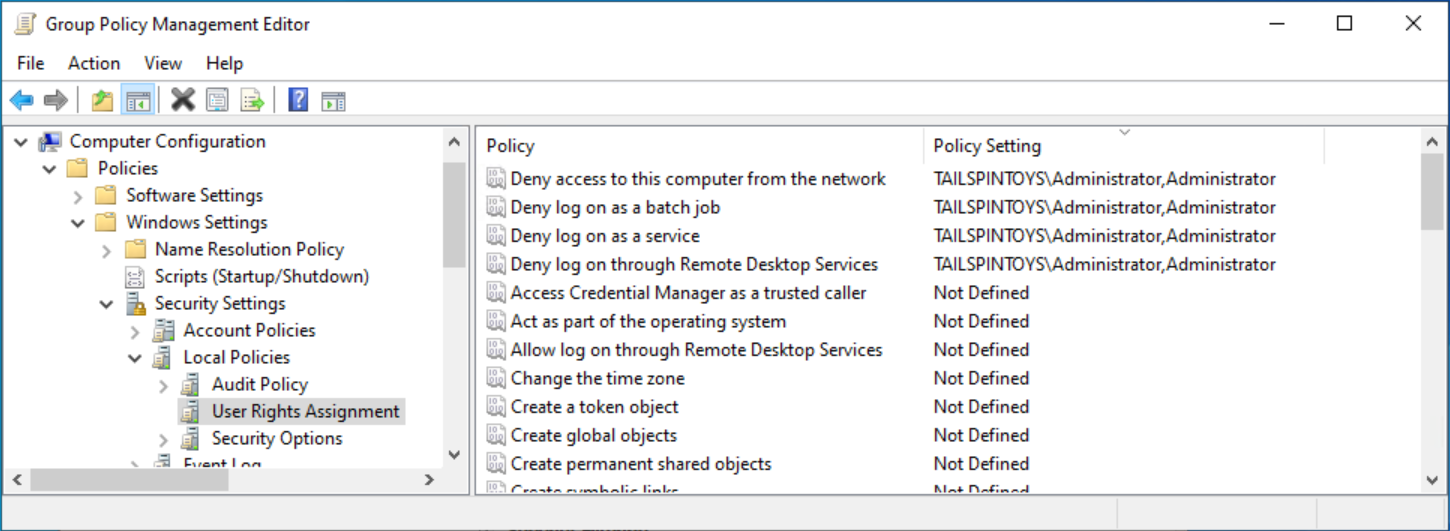 Group Policy Management Editor
File Action View Help
Computer Configuration
Policies
Software Settings
Windows Settings
Name Resolution Policy
Scripts (Startup/Shutdown)
Security Settings
Account Policies
Local Policies
Audit Policy
User Rights Assignment
Security Options
Event Log
Policy Policy Setting
Deny access to this computer from the network TAILSPINTOYS\Administrator,Administrator
Deny log on as a batch job TAILSPINTOYS\Administrator,Administrator
Deny log on as a service TAILSPINTOYS\Administrator,Administrator
Deny log on through Remote Desktop Services TAILSPINTOYS\Administrator,Administrator
Access Credential Manager as a trusted caller Not Defined
Act as part of the operating system Not Defined
Allow log on through Remote Desktop Services Not Defined
Change the time zone Not Defined
Create a token object Not Defined
Create global objects Not Defined
Create permanent shared objects Not Defined
Create symbolic links Not Defined